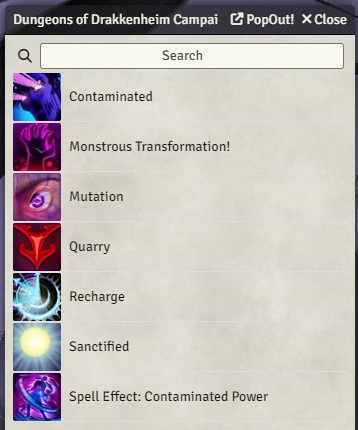 Dungeons of Drakkenheim Campai PopOut! Close
Search
Contaminated
Monstrous Transformation!
Mutation
Quarry
Recharge
Sanctified
Spell Effect: Contaminated Power